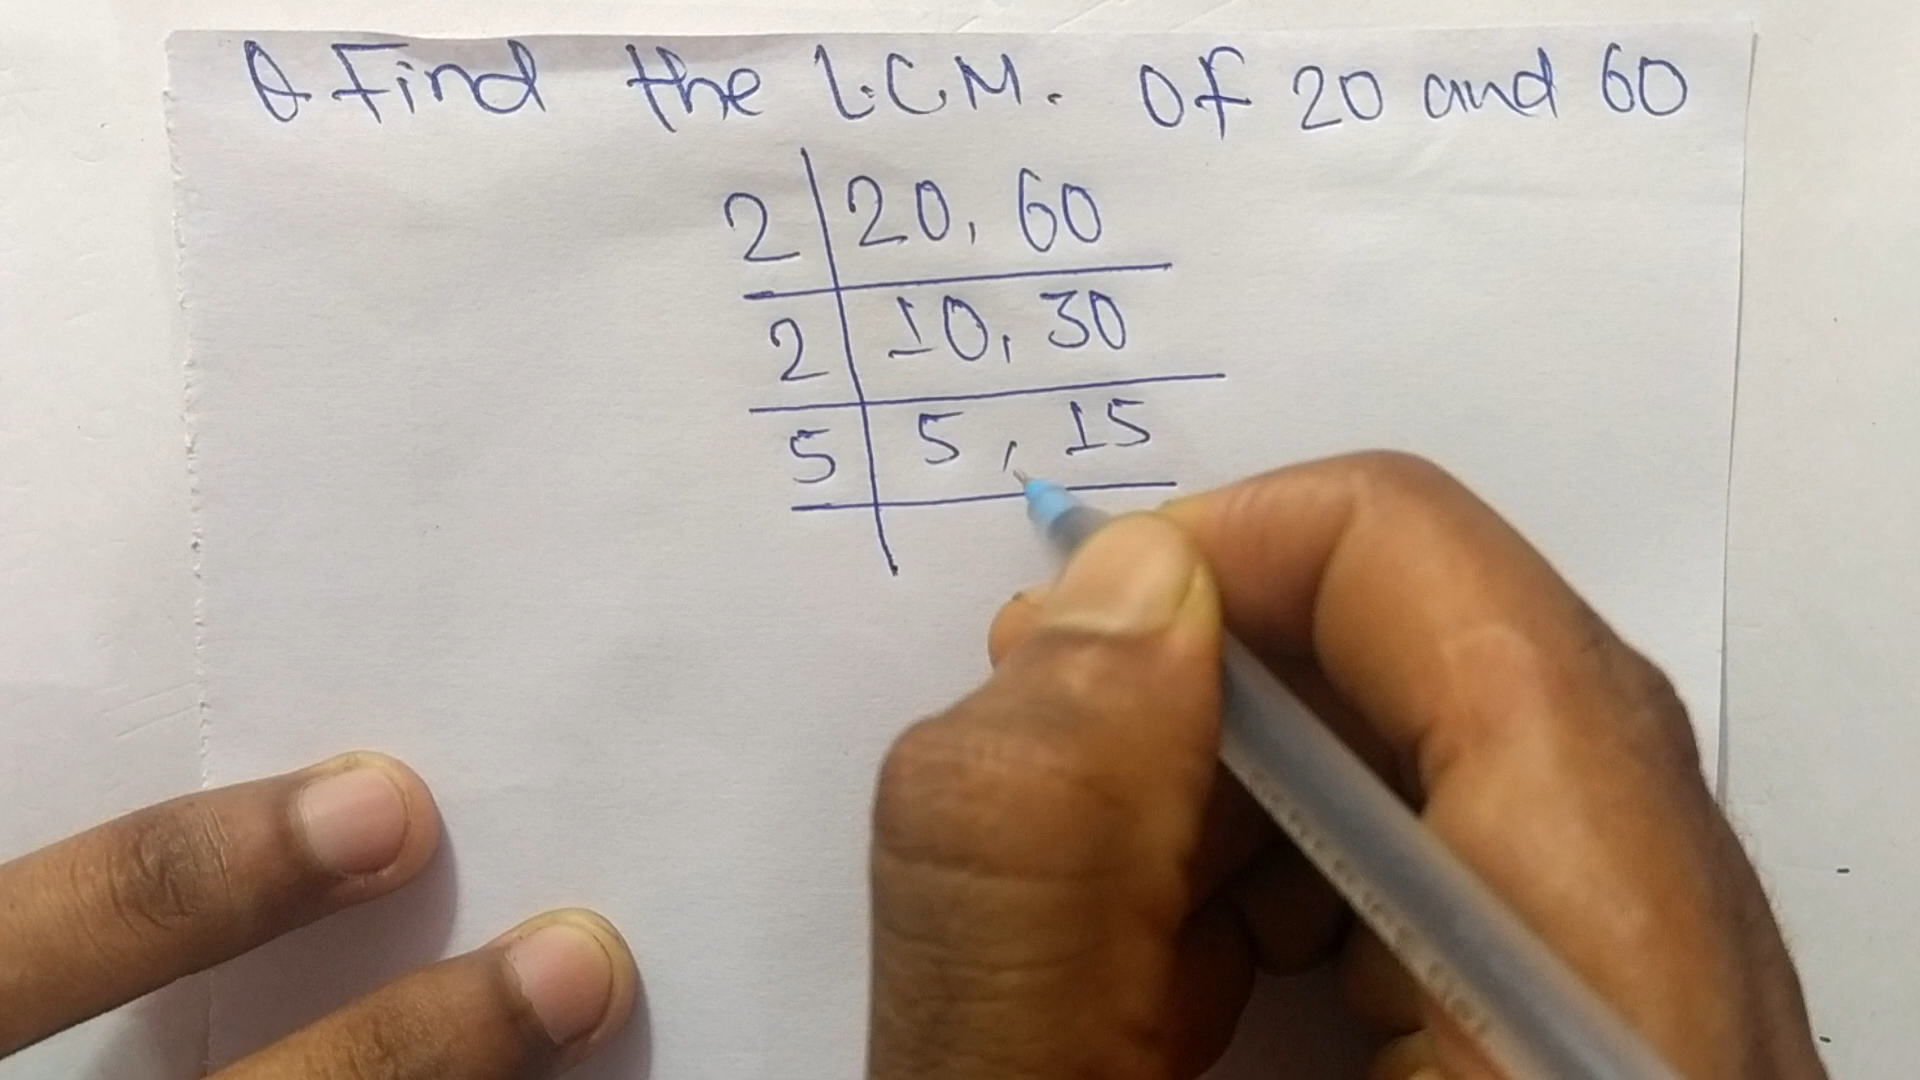 Q Find the L.C.M. of 20 and 60
2 | 20, 60
2 | 10, 30
5 | 5, 15